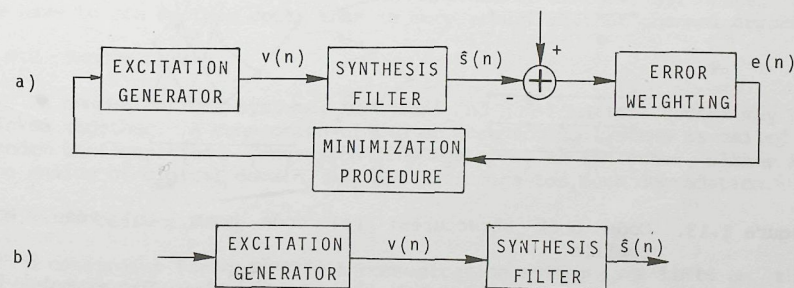 a)
EXCITATION
GENERATOR
v(n)
SYNTHESIS
FILTER
ŝ(n)
+
-
ERROR
WEIGHTING
e(n)
MINIMIZATION
PROCEDURE
b)
EXCITATION
GENERATOR
v(n)
SYNTHESIS
FILTER
ŝ(n)